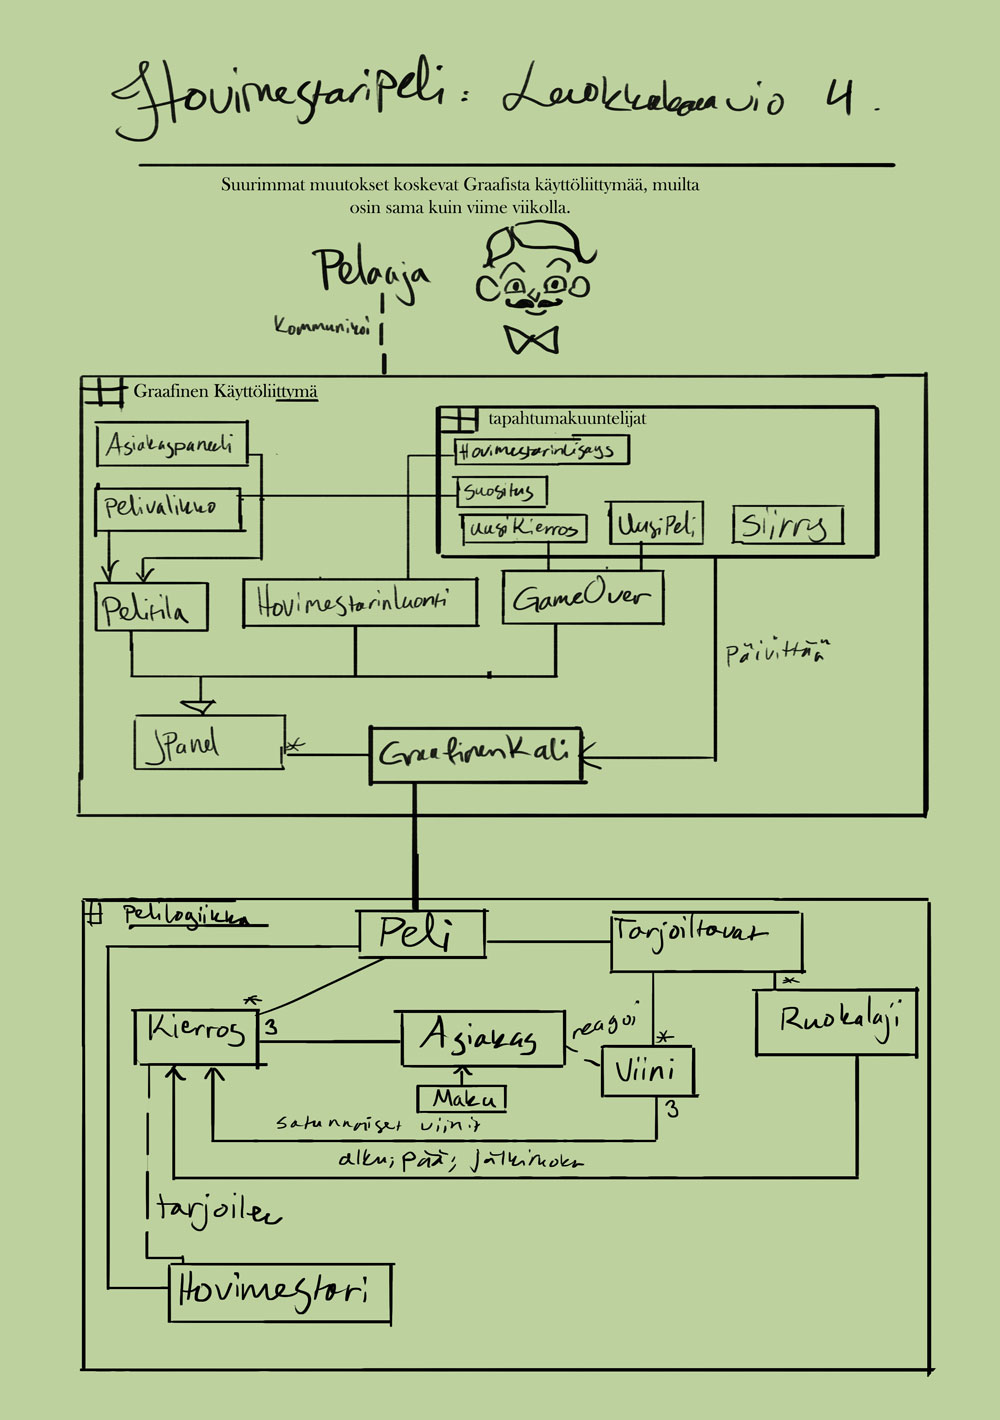 Hovimestaripeli: Luokkakaavio 4.
Suurimmat muutokset koskevat Graafista käyttöliittymää, muilta
osin sama kuin viime viikolla.
Pelaaja
Kommunikoi
Graafinen Käyttöliittymä
tapahtumakuuntelijat
Asiakaspaneeli
Hovimestarinlisäys
Pelivalikko
Suositus
UusiKierros
UusiPeli
Siirry
Pelitila
Hovimestarinluonti
GameOver
Päivittää
JPanel
*
GraafinenKali
Pelilogiikka
Peli
Tarjoiltavat
*
*
Kierros
3
Asiakas
reagoi
*
Ruokalaji
Viini
Maku
3
satunnaiset viinit
alku; pää; jälkiruoka
tarjoilee
Hovimestari